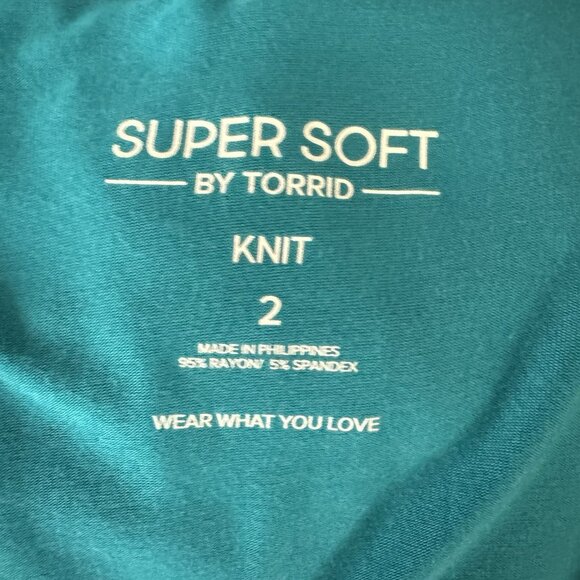 SUPER SOFT
BY TORRID
KNIT
2
MADE IN PHILIPPINES
95% RAYON/ 5% SPANDEX
WEAR WHAT YOU LOVE